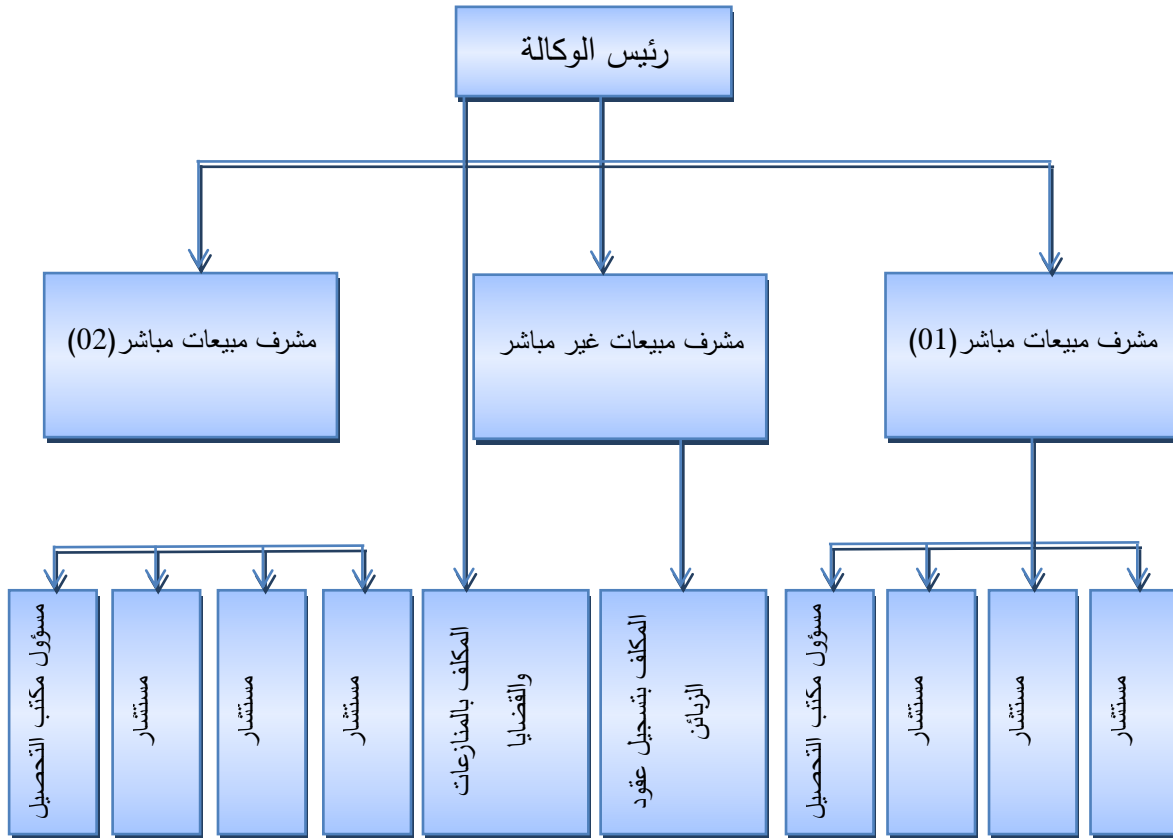 رئيس الوكالة
مشرف مبيعات مباشر(01)
مشرف مبيعات غير مباشر
مشرف مبيعات مباشر(02)
مستشار
مستشار
مستشار
مسؤول مكتب التحصيل
المكلف بتسجيل عقود
الزبائن
المكلف بالمنازعات
والقضايا
مستشار
مستشار
مستشار
مسؤول مكتب التحصيل